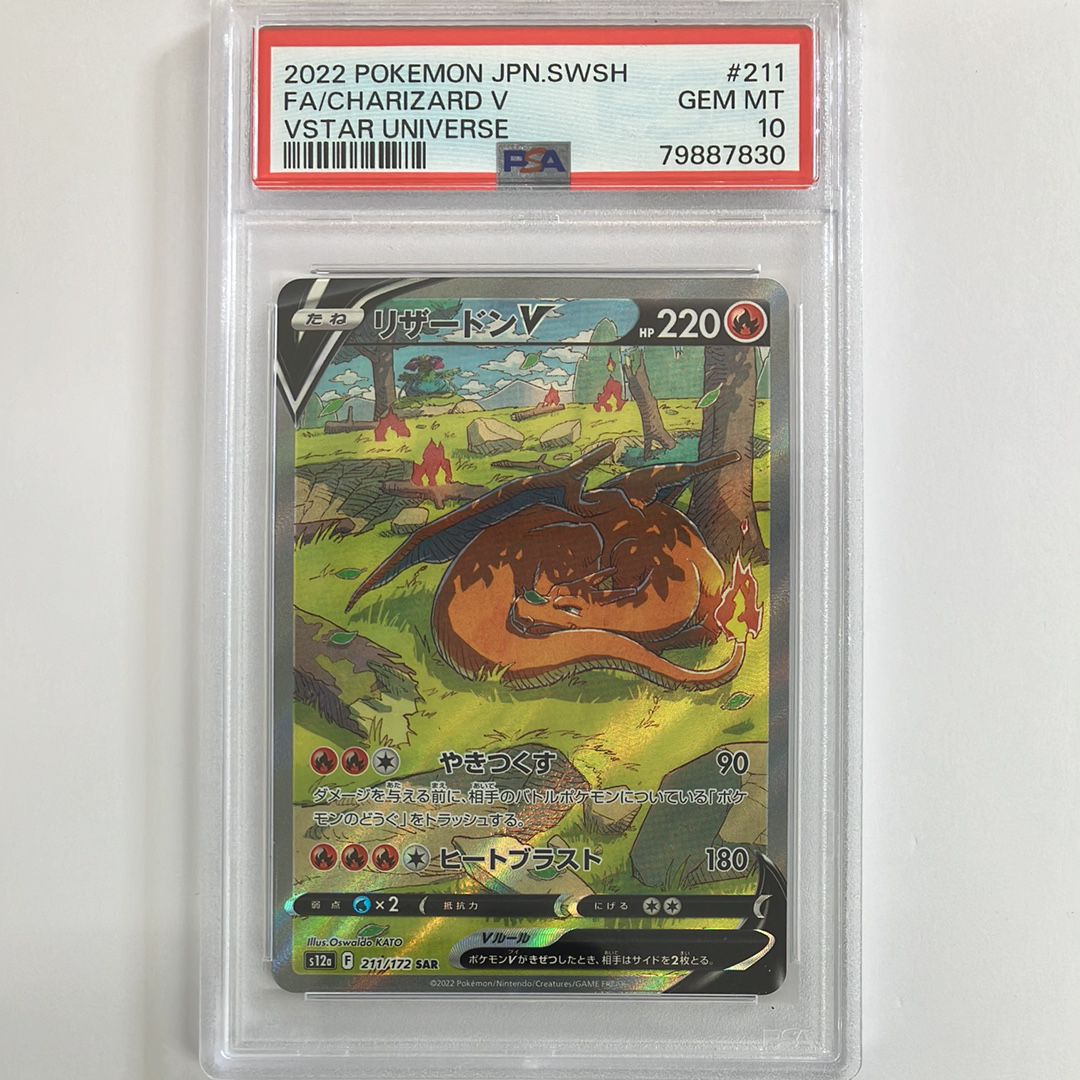 2022 POKEMON JPN.SWSH #211
FA/CHARIZARD V GEM MT
VSTAR UNIVERSE 10
PSA 79887830
たね リザードンV HP 220
やきつくす 90
ダメージを与える前に、相手のバトルポケモンについている「ポケ
モンのどうぐ」をトラッシュする。
ヒートブラスト 180
弱点 ×2 抵抗力 にげる
Illus.Oswaldo KATO
Vルール
s12a F 211/172 SAR
ポケモンVがきぜつしたとき、相手はサイドを2枚とる。
©2022 Pokémon/Nintendo/Creatures/GAME FREAK
PSA